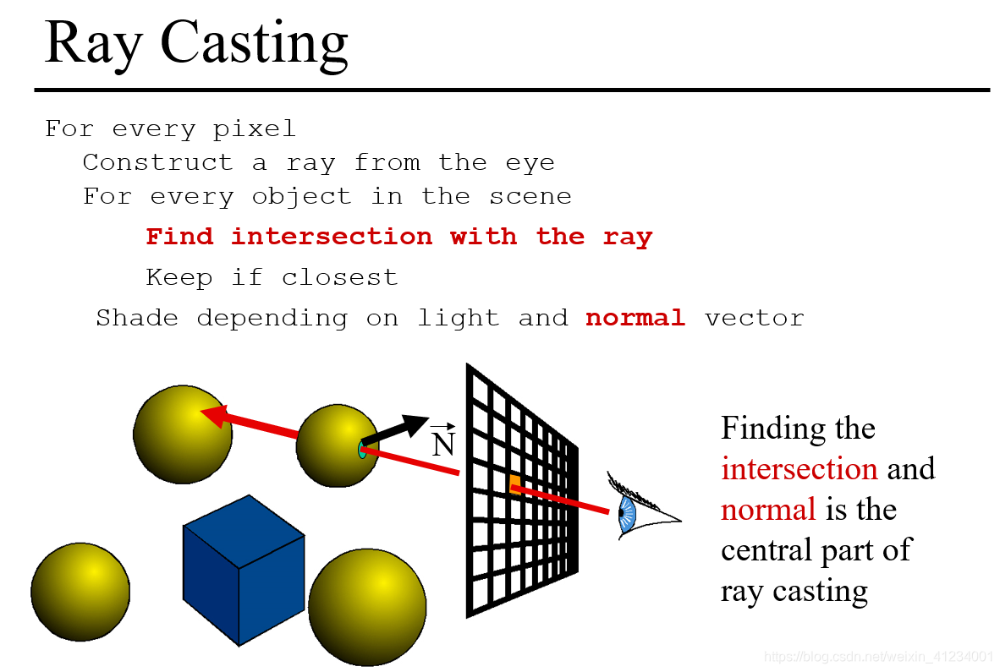 Ray Casting
For every pixel
Construct a ray from the eye
For every object in the scene
Find intersection with the ray
Keep if closest
Shade depending on light and normal vector
N
Finding the
intersection and
normal is the
central part of
ray casting
https://blog.csdn.net/weixin_41234001